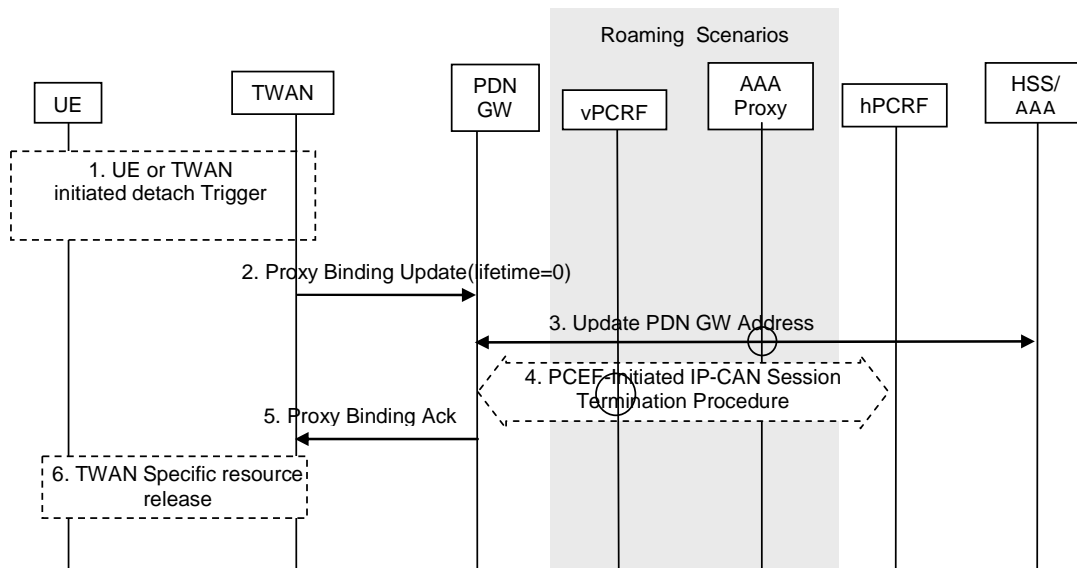 Roaming Scenarios
UE
TWAN
PDN
GW
vPCRF
AAA
Proxy
hPCRF
HSS/
AAA
1. UE or TWAN
initiated detach Trigger
2. Proxy Binding Update(lifetime=0)
3. Update PDN GW Address
4. PCEF-Initiated IP-CAN Session
Termination Procedure
5. Proxy Binding Ack
6. TWAN Specific resource
release